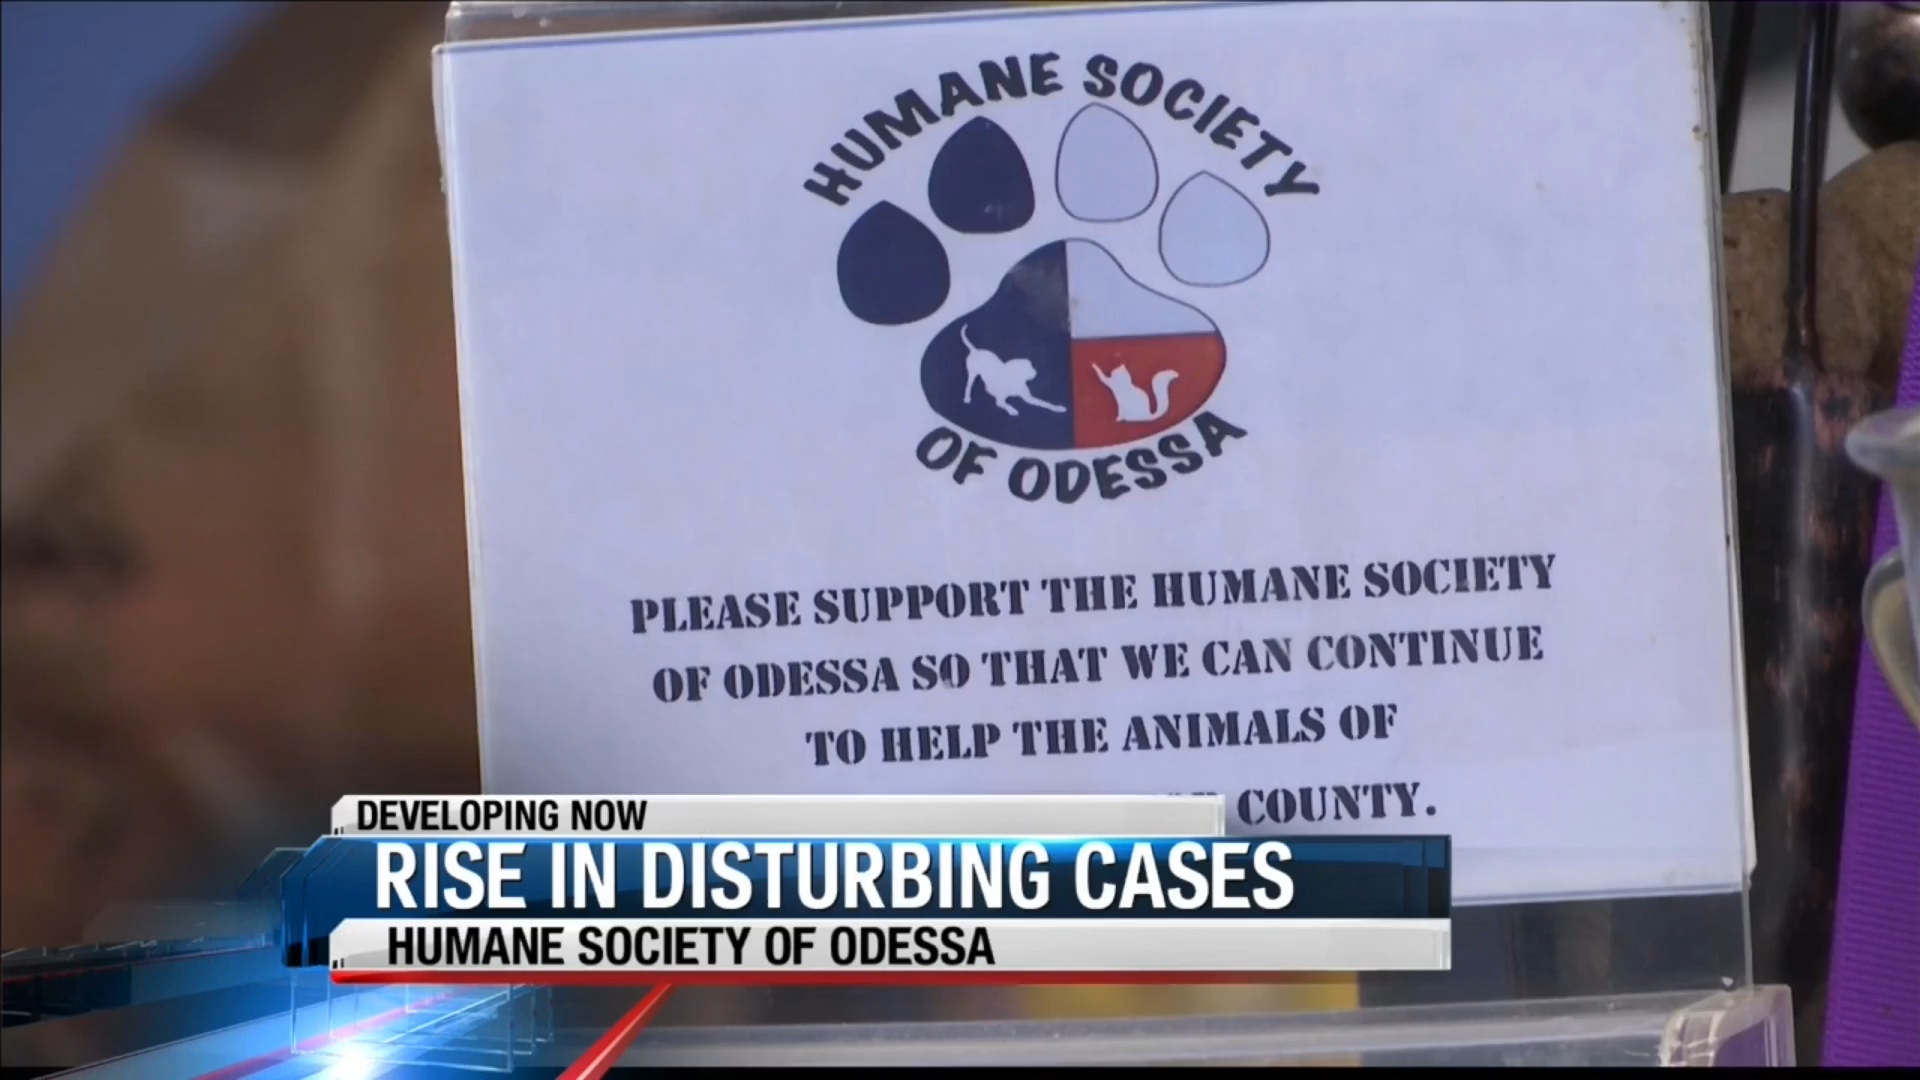 HUMANE SOCIETY
OF ODESSA
PLEASE SUPPORT THE HUMANE SOCIETY
OF ODESSA SO THAT WE CAN CONTINUE
TO HELP THE ANIMALS OF
COUNTY.
DEVELOPING NOW
RISE IN DISTURBING CASES
HUMANE SOCIETY OF ODESSA